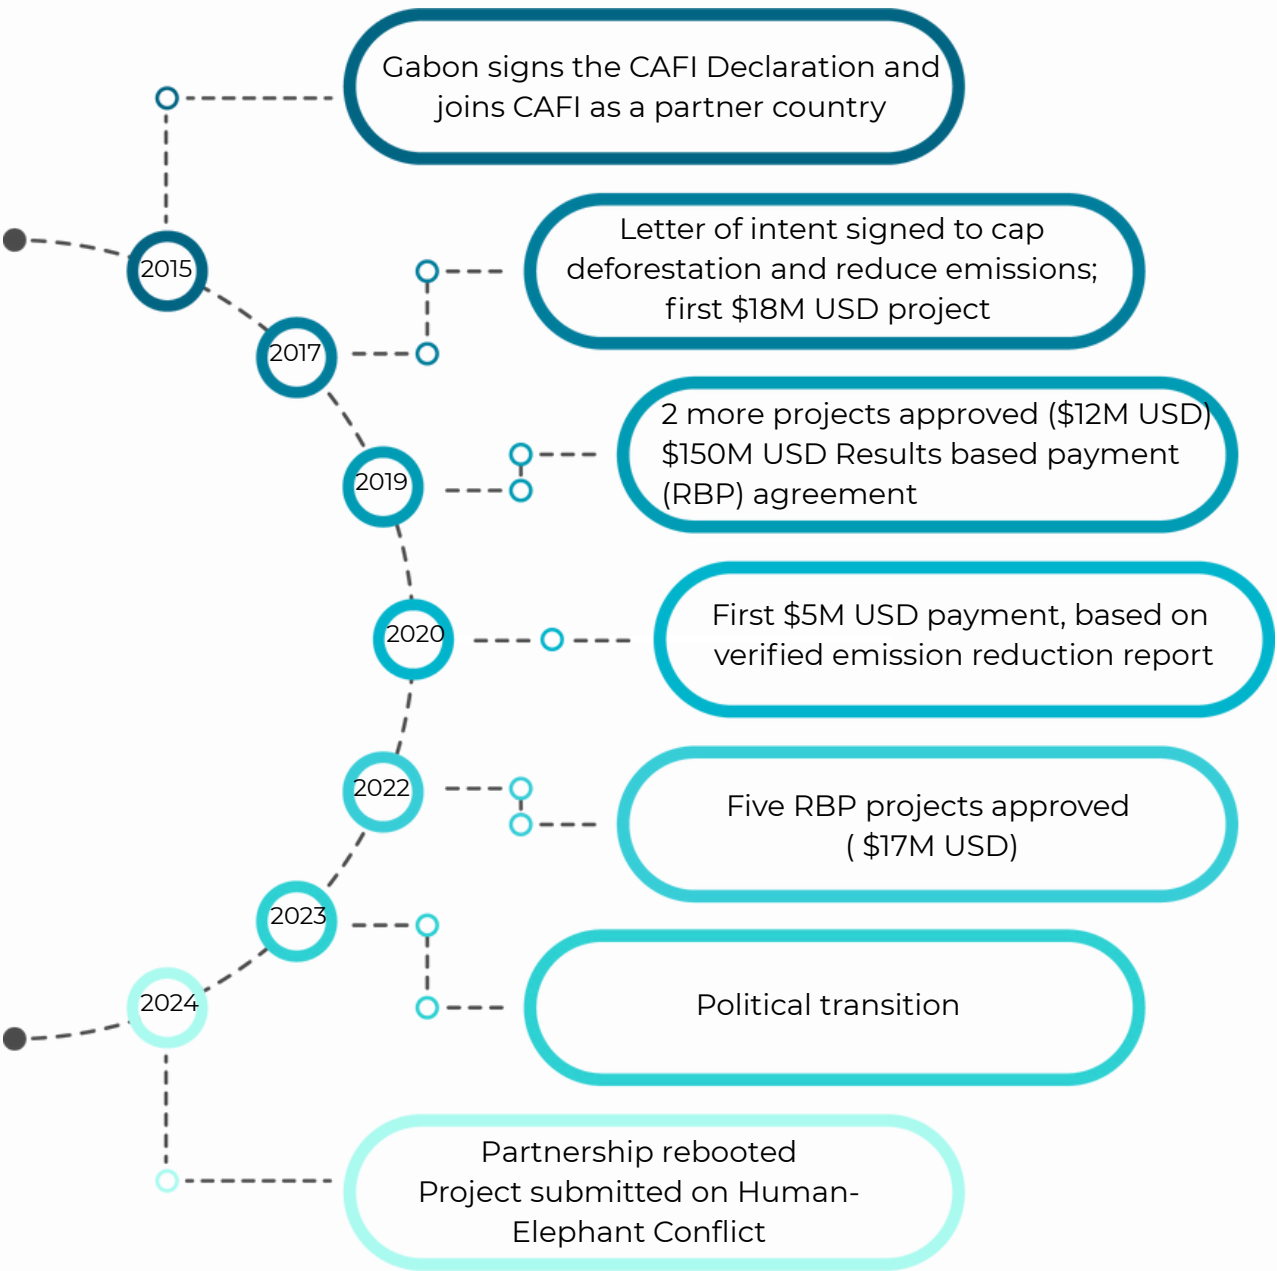 Gabon signs the CAFI Declaration and
joins CAFI as a partner country
2015
Letter of intent signed to cap
deforestation and reduce emissions;
first $18M USD project
2017
2 more projects approved ($12M USD)
$150M USD Results based payment
(RBP) agreement
2019
First $5M USD payment, based on
verified emission reduction report
2020
2022
Five RBP projects approved
( $17M USD)
2023
Political transition
2024
Partnership rebooted
Project submitted on Human-
Elephant Conflict